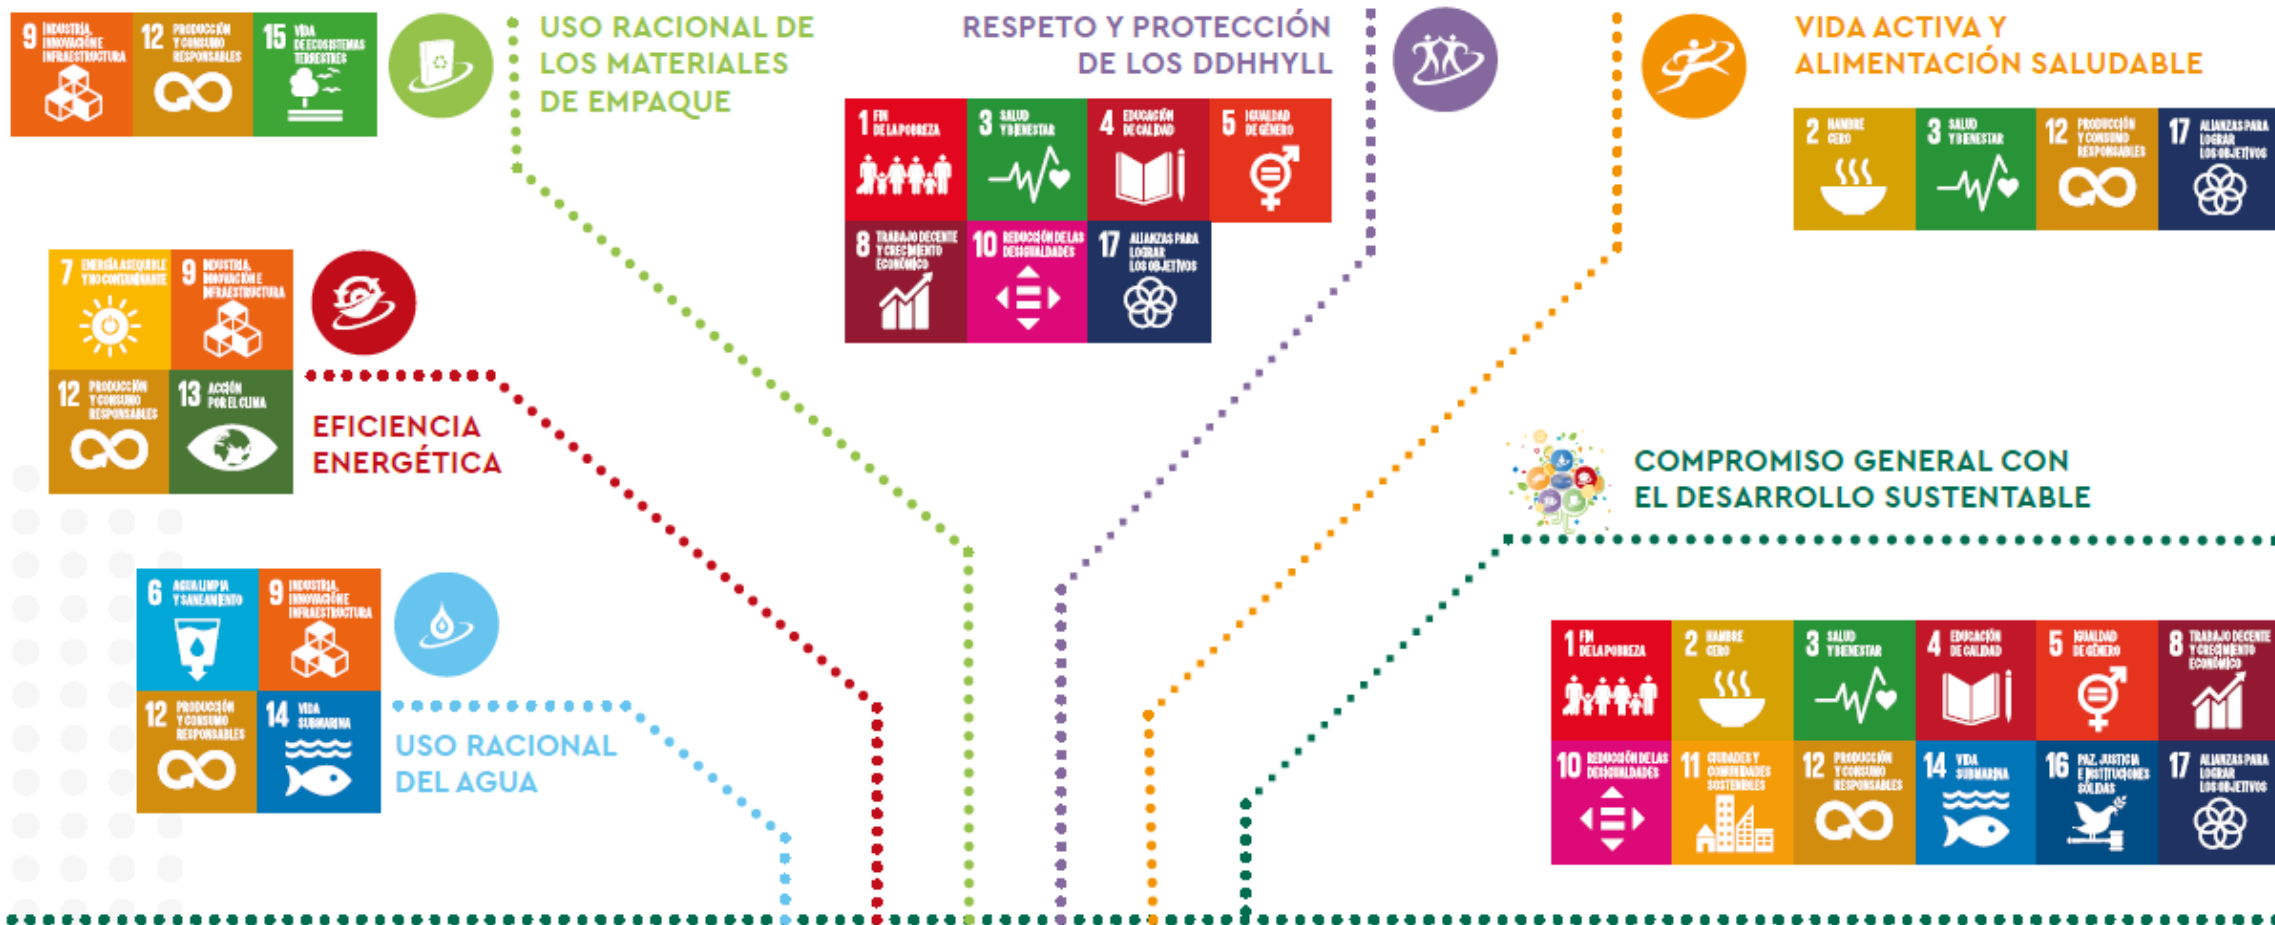 9 INDUSTRIA,
INNOVACIÓN E
INFRAESTRUCTURA
12 PRODUCCIÓN
Y CONSUMO
RESPONSABLES
15 VIDA
DE ECOSISTEMAS
TERRESTRES
USO RACIONAL DE
LOS MATERIALES
DE EMPAQUE
RESPETO Y PROTECCIÓN
DE LOS DDHHYLL
1 FIN
DE LA POBREZA
3 SALUD
Y BIENESTAR
4 EDUCACIÓN
DE CALIDAD
5 IGUALDAD
DE GÉNERO
8 TRABAJO DECENTE
Y CRECIMIENTO
ECONÓMICO
10 REDUCCIÓN DE LAS
DESIGUALDADES
17 ALIANZAS PARA
LOGRAR
LOS OBJETIVOS
VIDA ACTIVA Y
ALIMENTACIÓN SALUDABLE
2 HAMBRE
CERO
3 SALUD
Y BIENESTAR
12 PRODUCCIÓN
Y CONSUMO
RESPONSABLES
17 ALIANZAS PARA
LOGRAR
LOS OBJETIVOS
7 ENERGÍA ASEQUIBLE
Y NO CONTAMINANTE
9 INDUSTRIA,
INNOVACIÓN E
INFRAESTRUCTURA
12 PRODUCCIÓN
Y CONSUMO
RESPONSABLES
13 ACCIÓN
POR EL CLIMA
EFICIENCIA
ENERGÉTICA
COMPROMISO GENERAL CON
EL DESARROLLO SUSTENTABLE
6 AGUA LIMPIA
Y SANEAMIENTO
9 INDUSTRIA,
INNOVACIÓN E
INFRAESTRUCTURA
12 PRODUCCIÓN
Y CONSUMO
RESPONSABLES
14 VIDA
SUBMARINA
USO RACIONAL
DEL AGUA
1 FIN
DE LA POBREZA
2 HAMBRE
CERO
3 SALUD
Y BIENESTAR
4 EDUCACIÓN
DE CALIDAD
5 IGUALDAD
DE GÉNERO
8 TRABAJO DECENTE
Y CRECIMIENTO
ECONÓMICO
10 REDUCCIÓN DE LAS
DESIGUALDADES
11 CIUDADES Y
COMUNIDADES
SOSTENIBLES
12 PRODUCCIÓN
Y CONSUMO
RESPONSABLES
14 VIDA
SUBMARINA
16 PAZ, JUSTICIA
E INSTITUCIONES
SÓLIDAS
17 ALIANZAS PARA
LOGRAR
LOS OBJETIVOS